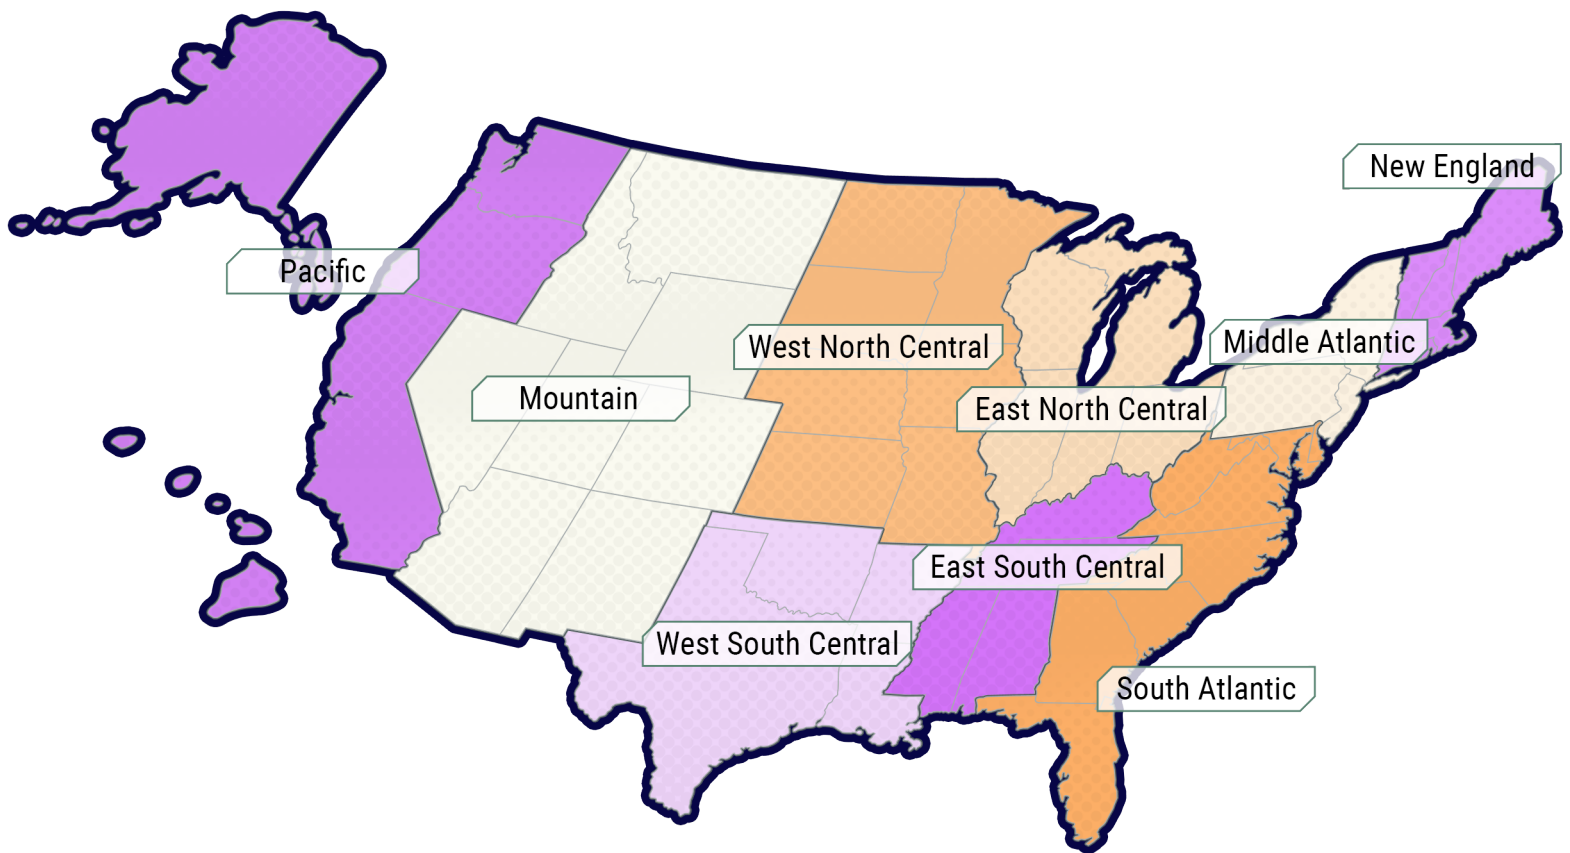 New England
Pacific
Middle Atlantic
West North Central
Mountain
East North Central
East South Central
West South Central
South Atlantic